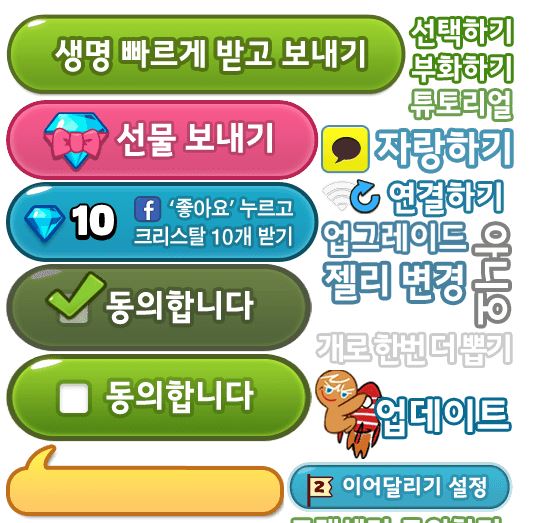 생명 빠르게 받고 보내기
선택하기
부화하기
튜토리얼
선물 보내기
자랑하기
10
'좋아요' 누르고
크리스탈 10개 받기
연결하기
업그레이드
젤리 변경
아니요
동의합니다
개로 한번 더 뽑기
동의합니다
업데이트
2 이어달리기 설정